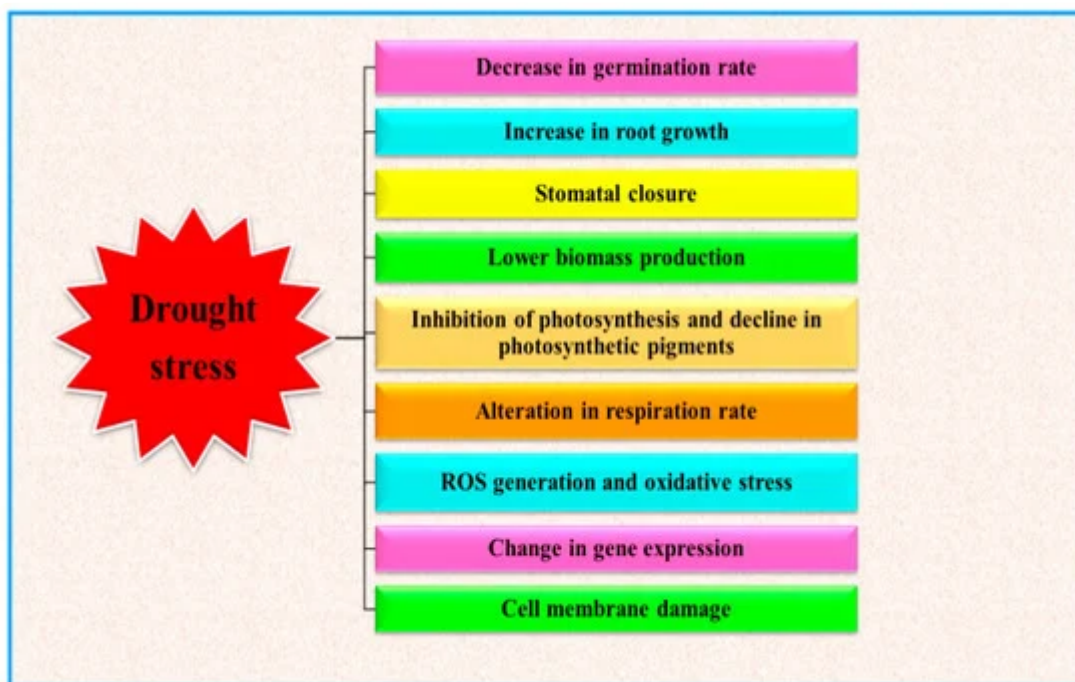 Decrease in germination rate
Increase in root growth
Stomatal closure
Lower biomass production
Drought
stress
Inhibition of photosynthesis and decline in
photosynthetic pigments
Alteration in respiration rate
ROS generation and oxidative stress
Change in gene expression
Cell membrane damage